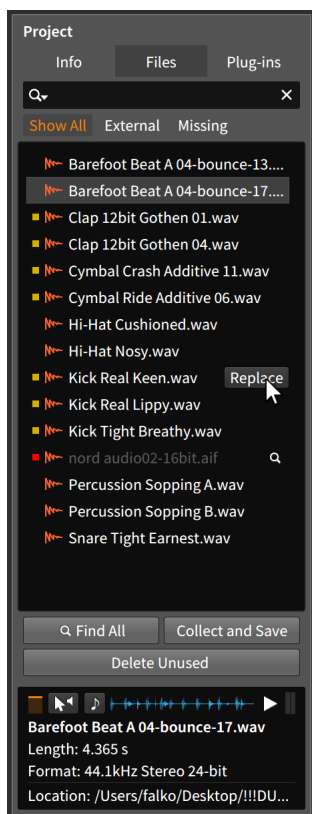 Project
Info Files Plug-ins
Show All External Missing
Barefoot Beat A 04-bounce-13....
Barefoot Beat A 04-bounce-17....
Clap 12bit Gothen 01.wav
Clap 12bit Gothen 04.wav
Cymbal Crash Additive 11.wav
Cymbal Ride Additive 06.wav
Hi-Hat Cushioned.wav
Hi-Hat Nosy.wav
Kick Real Keen.wav Replace
Kick Real Lippy.wav
Kick Tight Breathy.wav
nord audio02-16bit.aif
Percussion Sopping A.wav
Percussion Sopping B.wav
Snare Tight Earnest.wav
Find All Collect and Save
Delete Unused
Barefoot Beat A 04-bounce-17.wav
Length: 4.365 s
Format: 44.1kHz Stereo 24-bit
Location: /Users/falko/Desktop/!!!DU...